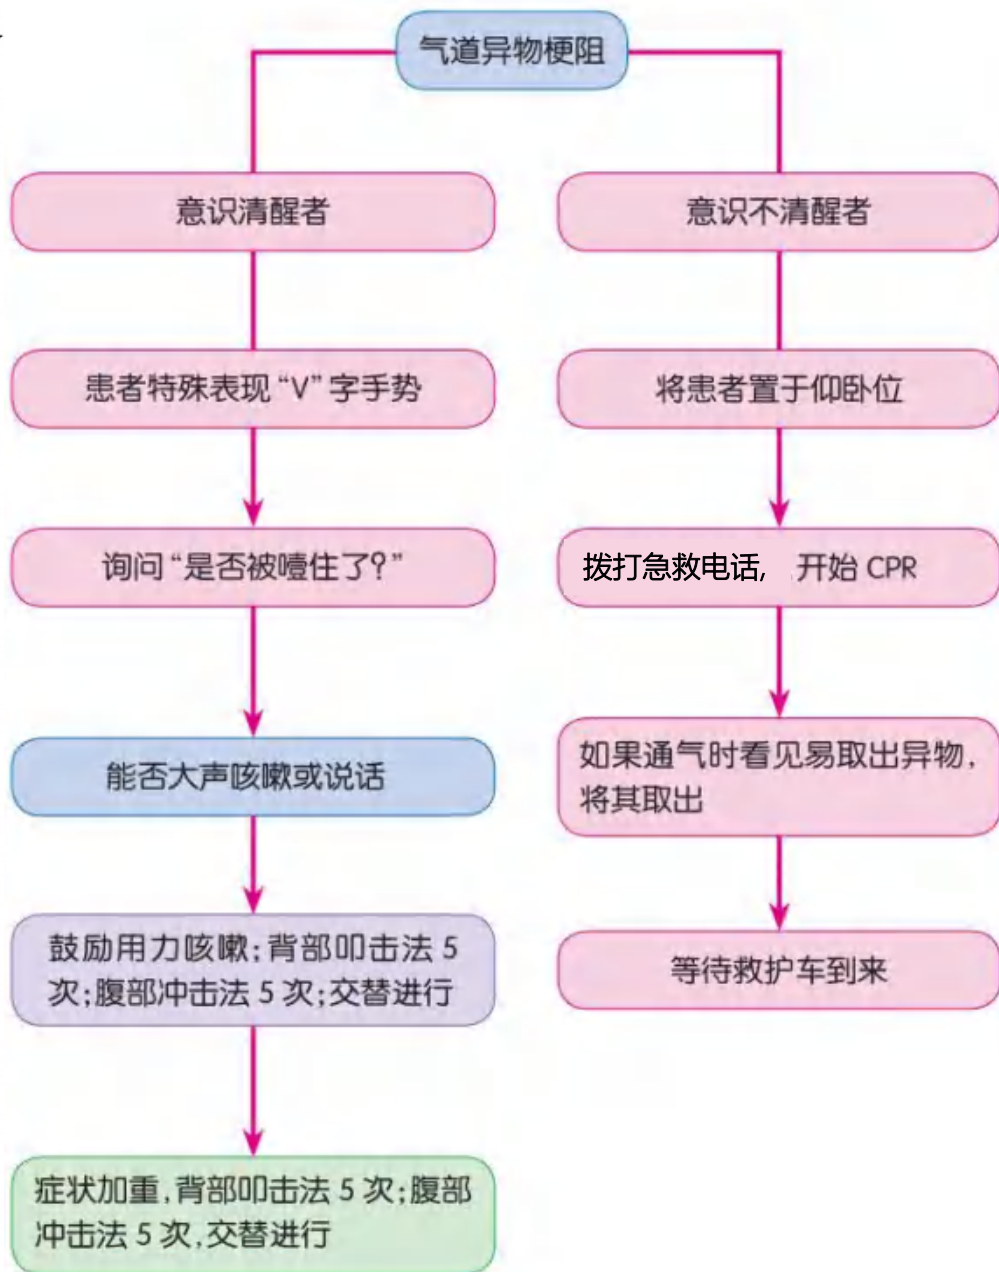 气道异物梗阻
意识清醒者
患者特殊表现“V”字手势
询问“是否被噎住了?”
能否大声咳嗽或说话
鼓励用力咳嗽;背部叩击法 5
次;腹部冲击法 5 次;交替进行
症状加重,背部叩击法 5 次;腹部
冲击法 5 次,交替进行
意识不清醒者
将患者置于仰卧位
拨打急救电话, 开始 CPR
如果通气时看见易取出异物,
将其取出
等待救护车到来